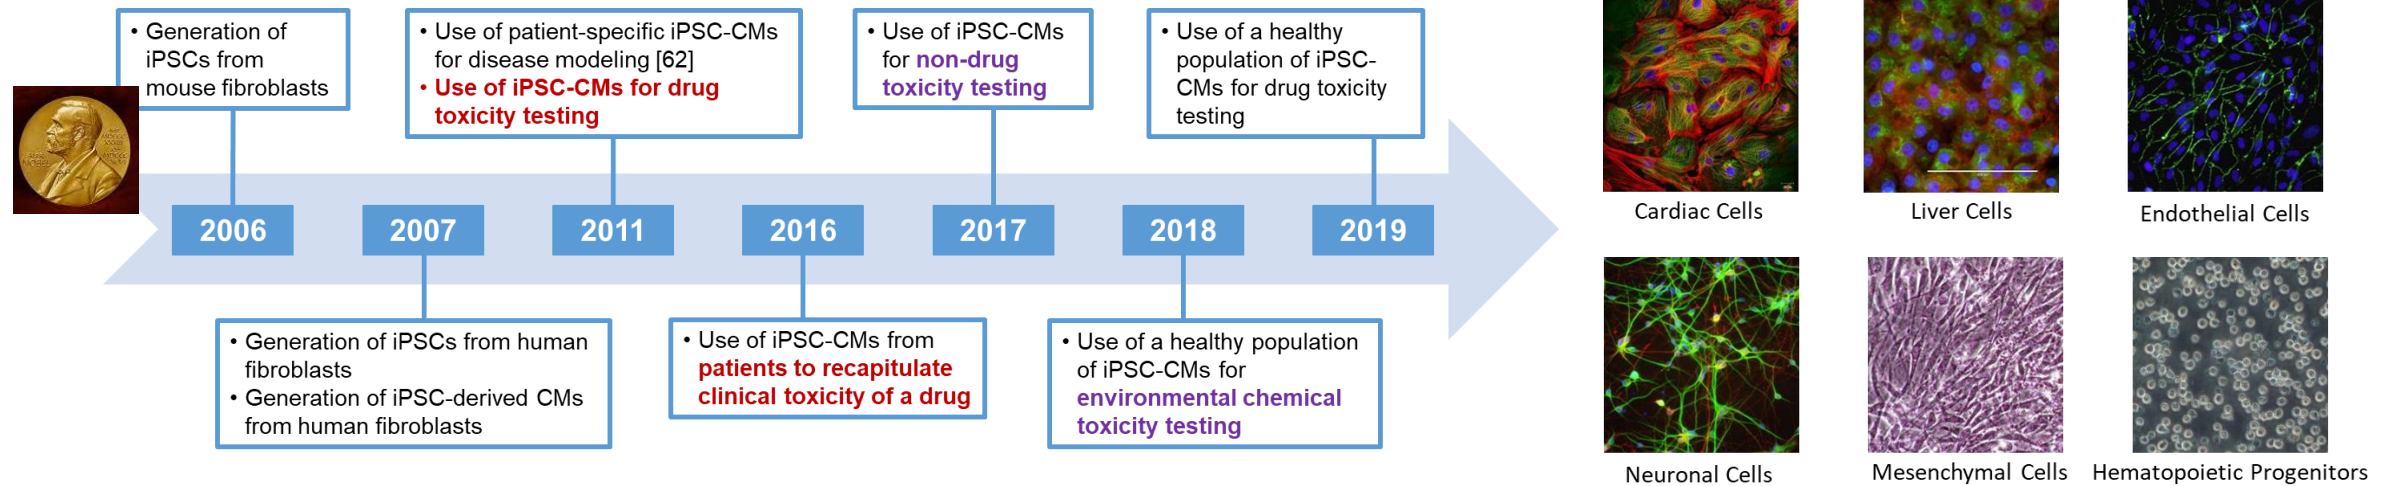 • Generation of
iPSCs from
mouse fibroblasts
• Use of patient-specific iPSC-CMs
for disease modeling [62]
• Use of iPSC-CMs for drug
toxicity testing
• Use of iPSC-CMs
for non-drug
toxicity testing
• Use of a healthy
population of iPSC-
CMs for drug toxicity
testing
2006
2007
2011
2016
2017
2018
2019
• Generation of iPSCs from human
fibroblasts
• Generation of iPSC-derived CMs
from human fibroblasts
• Use of iPSC-CMs from
patients to recapitulate
clinical toxicity of a drug
• Use of a healthy population
of iPSC-CMs for
environmental chemical
toxicity testing
Cardiac Cells
Liver Cells
Endothelial Cells
Neuronal Cells
Mesenchymal Cells
Hematopoietic Progenitors